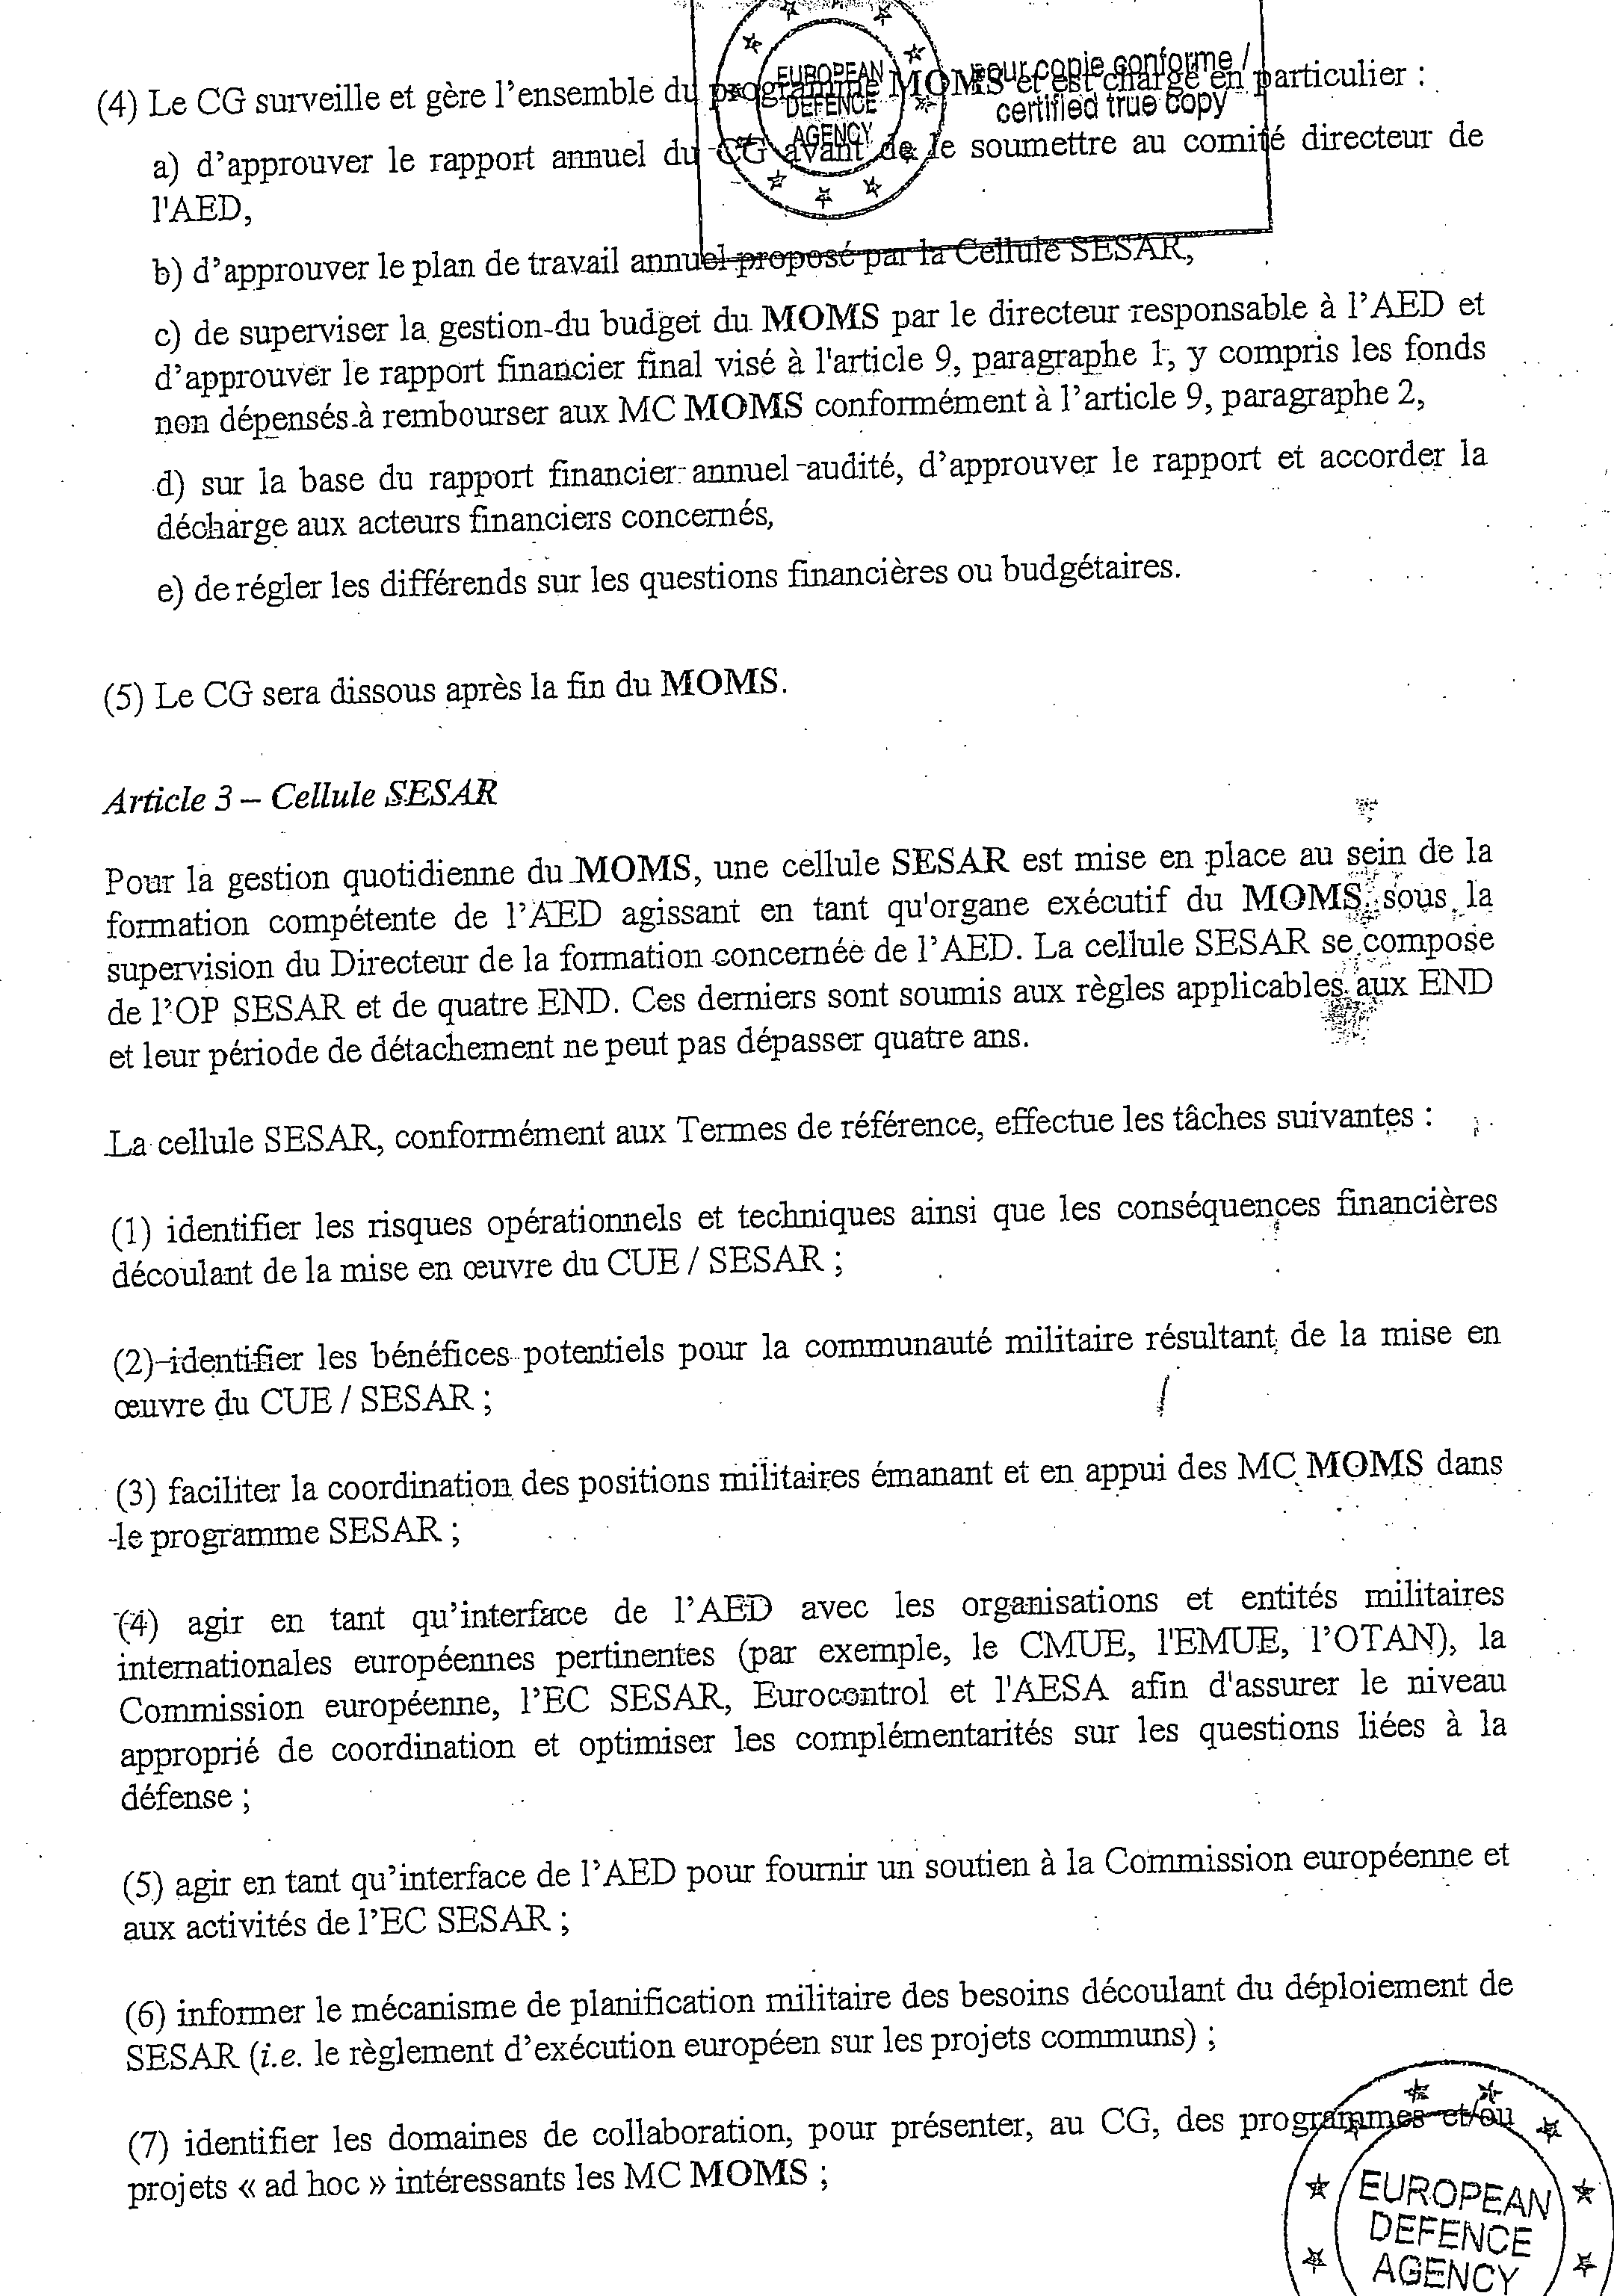 EUROPEAN
DEFENCE
AGENCY
pour copie conforme /
certified true copy
(4) Le CG surveille et gère l'ensemble du programme MOMS et est chargé en particulier :
a) d'approuver le rapport annuel du CG avant de le soumettre au comité directeur de
l'AED,
b) d'approuver le plan de travail annuel proposé par la Cellule SESAR,
c) de superviser la gestion du budget du MOMS par le directeur responsable à l'AED et
d'approuver le rapport financier final visé à l'article 9, paragraphe 1, y compris les fonds
non dépensés à rembourser aux MC MOMS conformément à l'article 9, paragraphe 2,
d) sur la base du rapport financier annuel audité, d'approuver le rapport et accorder la
décharge aux acteurs financiers concernés,
e) de régler les différends sur les questions financières ou budgétaires.
(5) Le CG sera dissous après la fin du MOMS.
Article 3 – Cellule SESAR
Pour la gestion quotidienne du MOMS, une cellule SESAR est mise en place au sein de la
formation compétente de l'AED agissant en tant qu'organe exécutif du MOMS sous la
supervision du Directeur de la formation concernée de l'AED. La cellule SESAR se compose
de l'OP SESAR et de quatre END. Ces derniers sont soumis aux règles applicables aux END
et leur période de détachement ne peut pas dépasser quatre ans.
La cellule SESAR, conformément aux Termes de référence, effectue les tâches suivantes :
(1) identifier les risques opérationnels et techniques ainsi que les conséquences financières
découlant de la mise en œuvre du CUE / SESAR ;
(2) identifier les bénéfices potentiels pour la communauté militaire résultant de la mise en
œuvre du CUE / SESAR ;
(3) faciliter la coordination des positions militaires émanant et en appui des MC MOMS dans
le programme SESAR ;
(4) agir en tant qu'interface de l'AED avec les organisations et entités militaires
internationales européennes pertinentes (par exemple, le CMUE, l'EMUE, l'OTAN), la
Commission européenne, l'EC SESAR, Eurocontrol et l'AESA afin d'assurer le niveau
approprié de coordination et optimiser les complémentarités sur les questions liées à la
défense ;
(5) agir en tant qu'interface de l'AED pour fournir un soutien à la Commission européenne et
aux activités de l'EC SESAR ;
(6) informer le mécanisme de planification militaire des besoins découlant du déploiement de
SESAR (i.e. le règlement d'exécution européen sur les projets communs) ;
(7) identifier les domaines de collaboration, pour présenter, au CG, des programmes et/ou
projets « ad hoc » intéressants les MC MOMS ;
EUROPEAN
DEFENCE
AGENCY